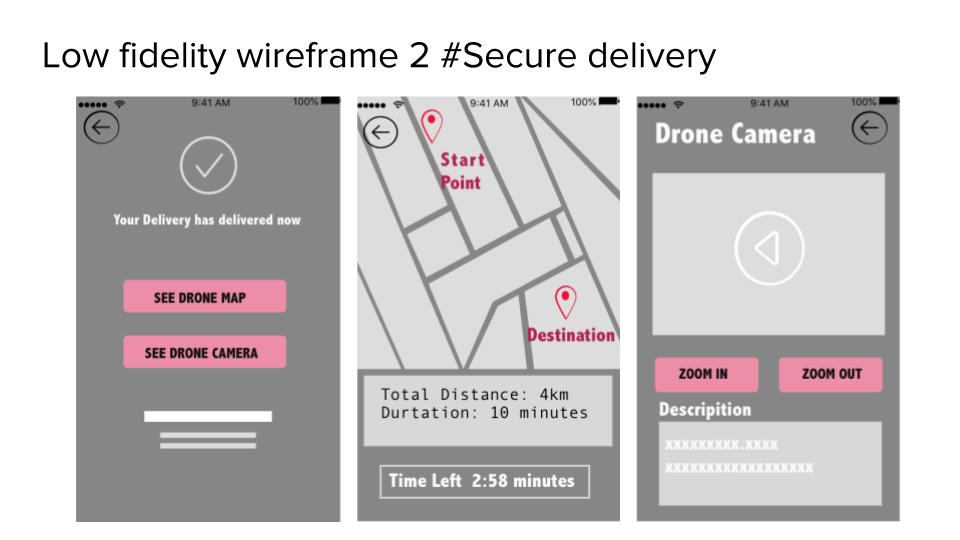 Low fidelity wireframe 2 #Secure delivery
9:41 AM 100%
Your Delivery has delivered now
SEE DRONE MAP
SEE DRONE CAMERA
9:41 AM 100%
Start
Point
Destination
Total Distance: 4km
Durtation: 10 minutes
Time Left 2:58 minutes
9:41 AM 100%
Drone Camera
ZOOM IN ZOOM OUT
Descripition
xxxxxxxxx.xxxx
xxxxxxxxxxxxxxxxxx